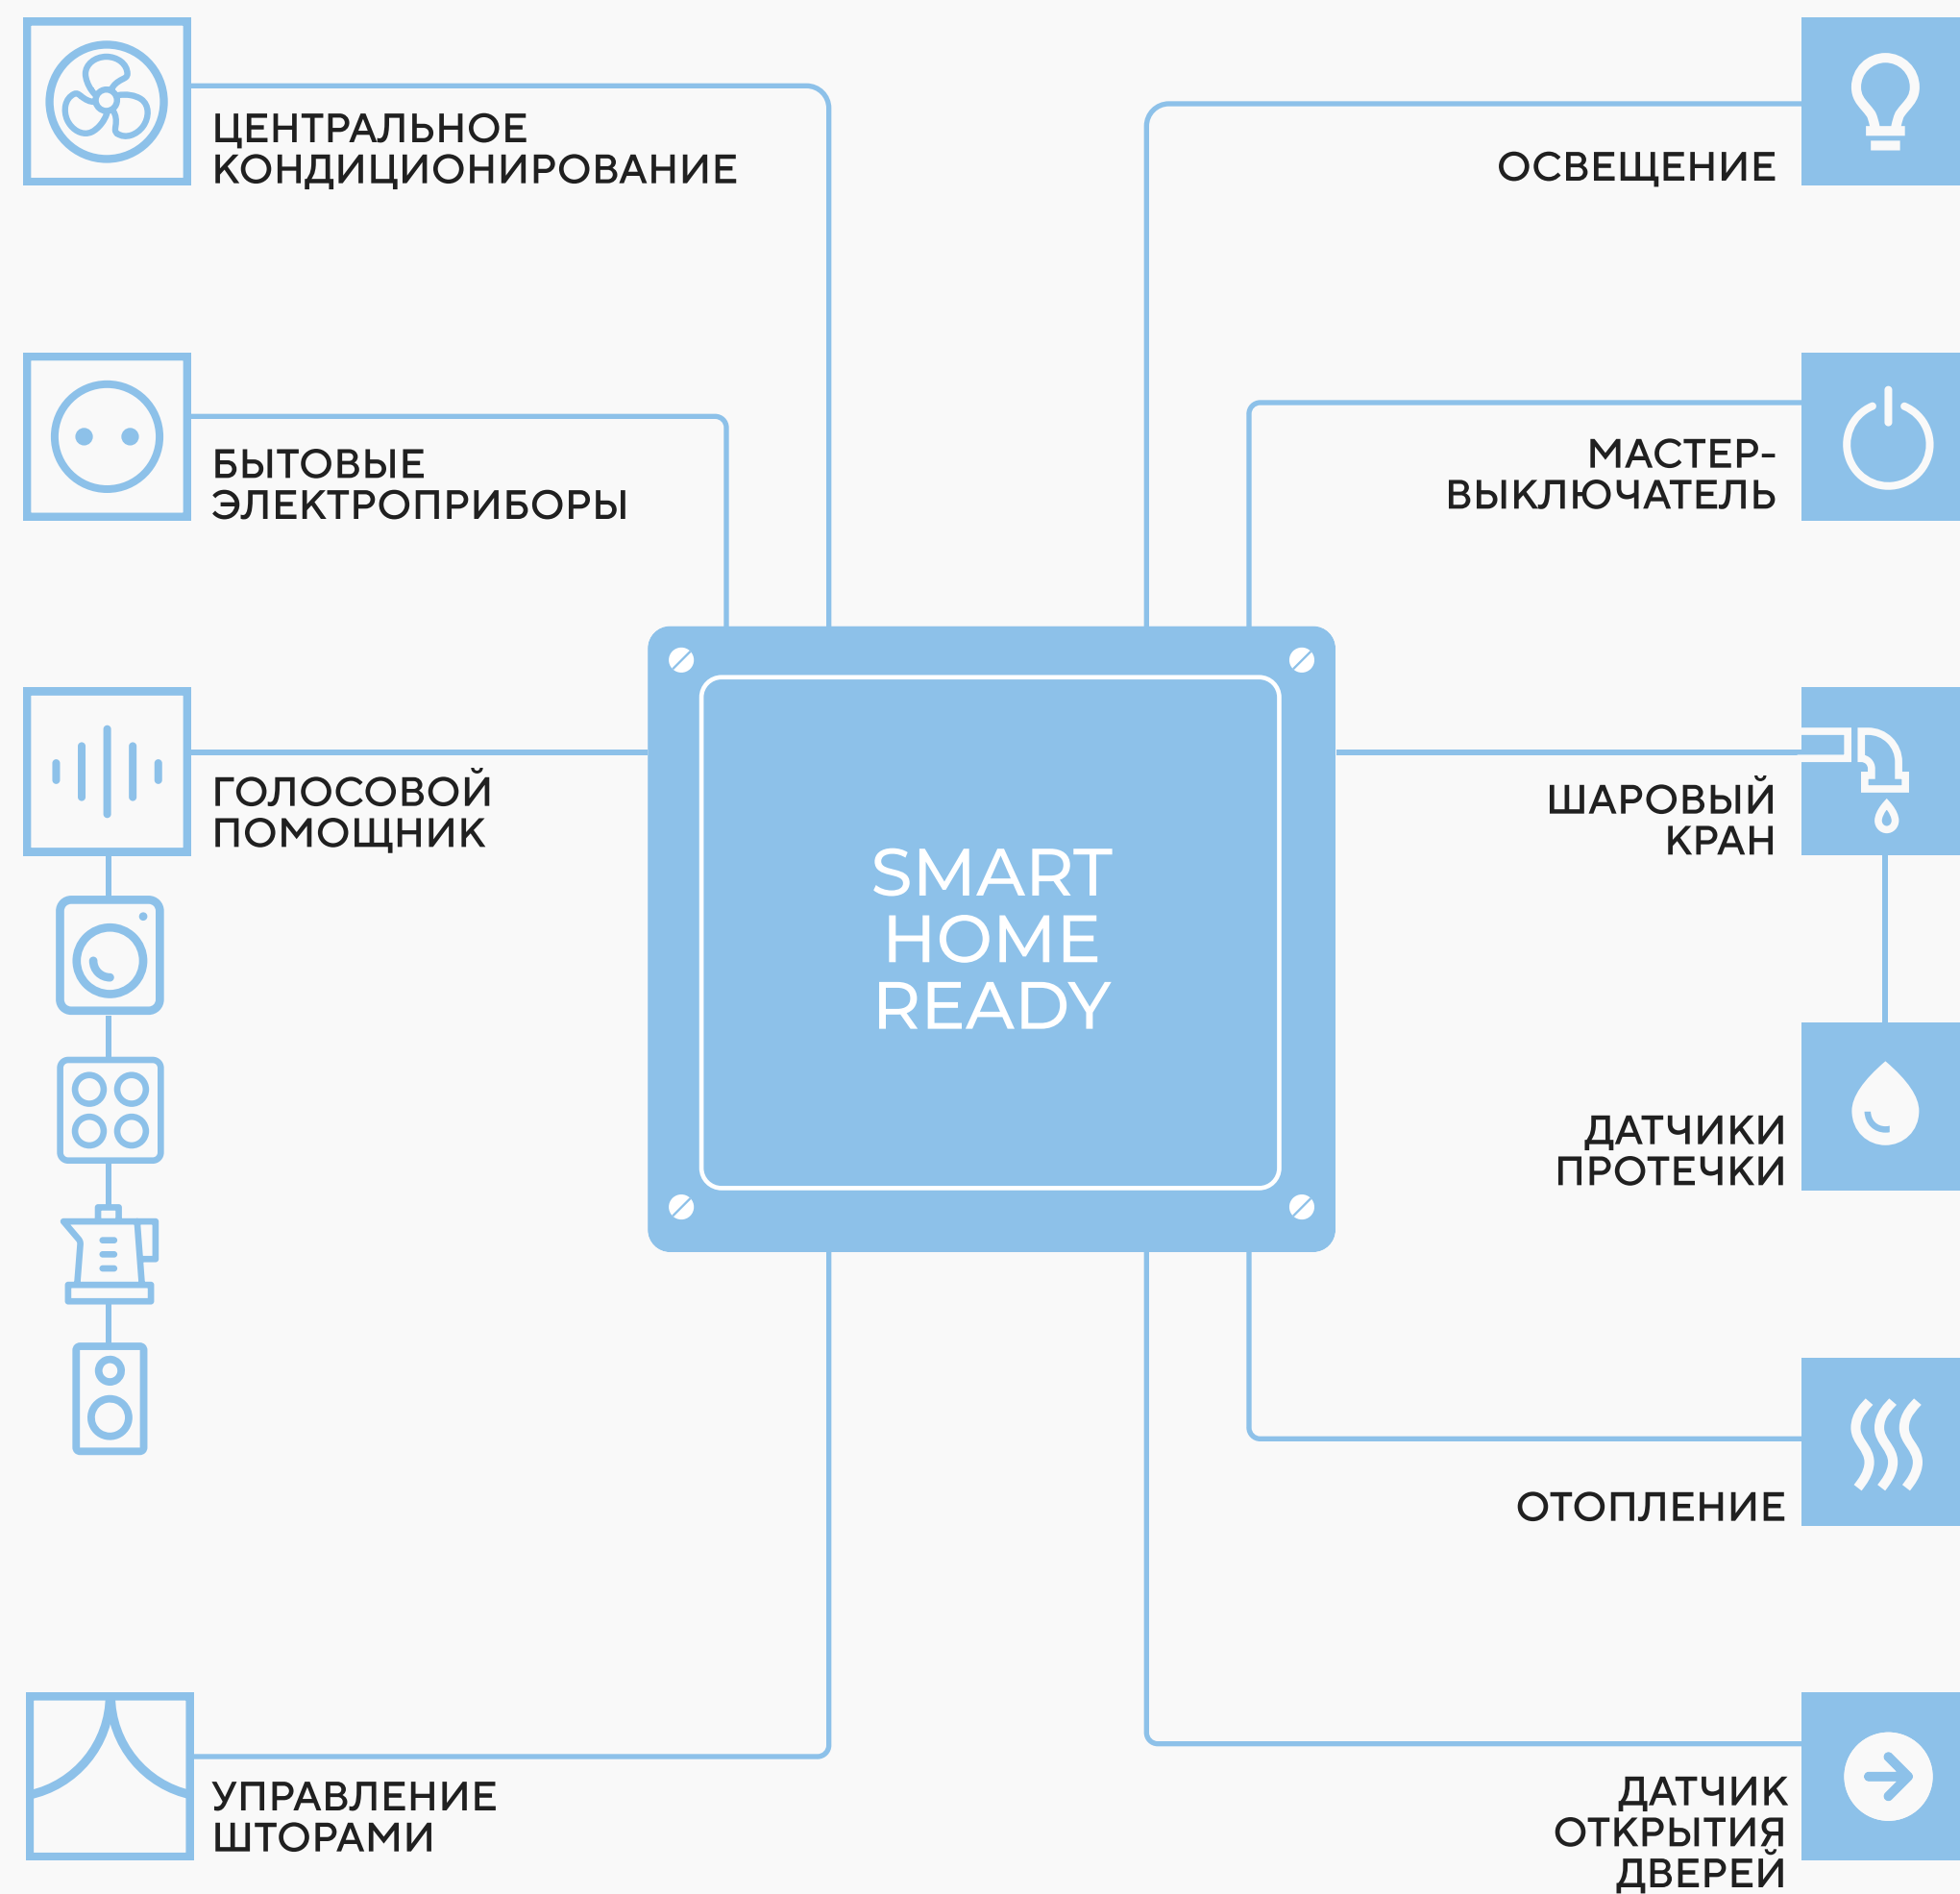 ЦЕНТРАЛЬНОЕ
КОНДИЦИОНИРОВАНИЕ
ОСВЕЩЕНИЕ
БЫТОВЫЕ
ЭЛЕКТРОПРИБОРЫ
МАСТЕР-
ВЫКЛЮЧАТЕЛЬ
ГОЛОСОВОЙ
ПОМОЩНИК
ШАРОВЫЙ
КРАН
SMART
HOME
READY
ДАТЧИКИ
ПРОТЕЧКИ
ОТОПЛЕНИЕ
УПРАВЛЕНИЕ
ШТОРАМИ
ДАТЧИК
ОТКРЫТИЯ
ДВЕРЕЙ